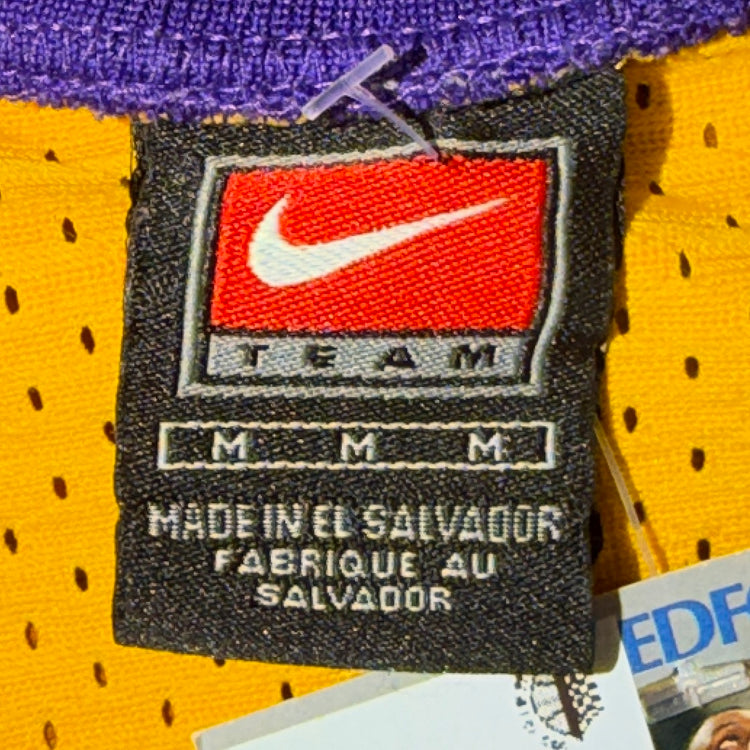 TEAM
M M M
MADE IN EL SALVADOR
FABRIQUE AU
SALVADOR
EDF